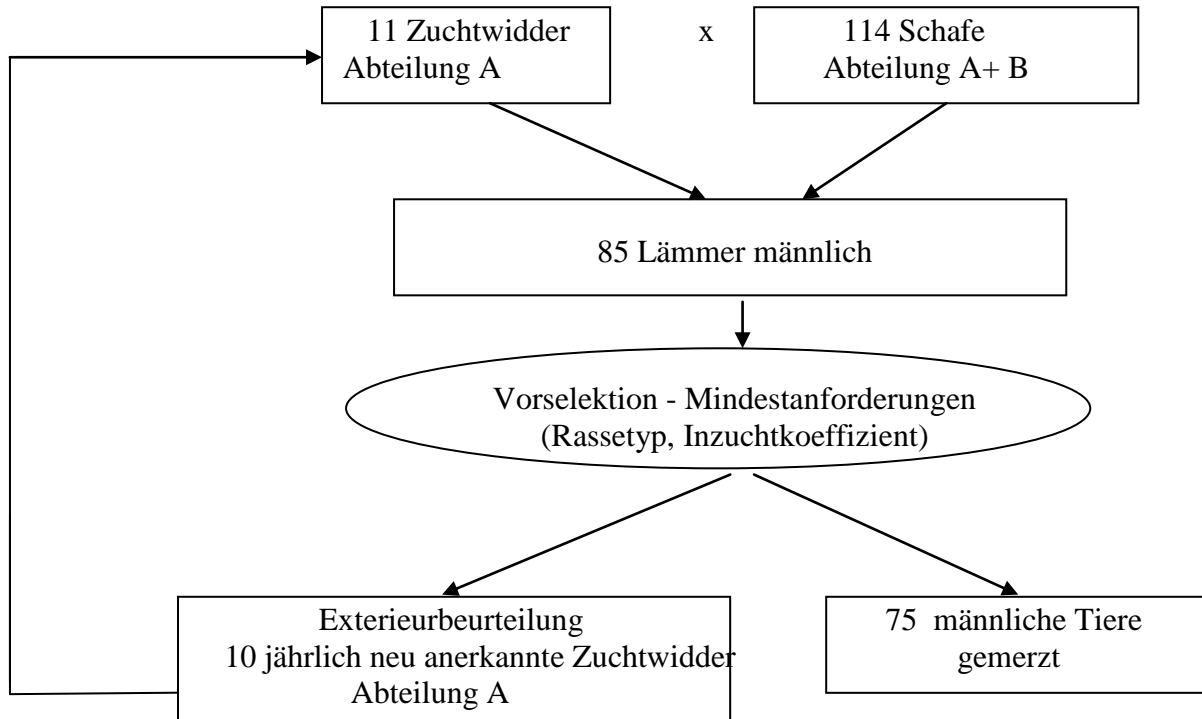 11 Zuchtwidder
Abteilung A
x
114 Schafe
Abteilung A+ B
85 Lämmer männlich
Vorselektion - Mindestanforderungen
(Rassetyp, Inzuchtkoeffizient)
Exterieurbeurteilung
10 jährlich neu anerkannte Zuchtwidder
Abteilung A
75 männliche Tiere
gemerzt